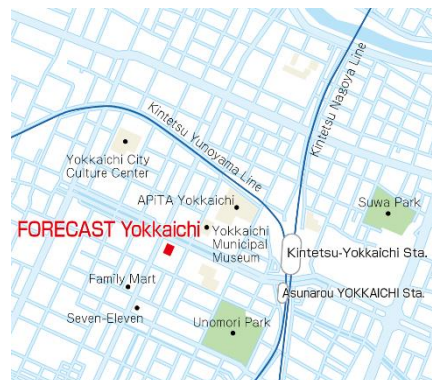 Kintetsu Nagoya Line
Kintetsu Yunoyama Line
Yokkaichi City
Culture Center
APiTA Yokkaichi
Suwa Park
FORECAST Yokkaichi
Yokkaichi
Municipal
Museum
Kintetsu-Yokkaichi Sta.
Family Mart
Asunarou YOKKAICHI Sta.
Seven-Eleven
Unomori Park